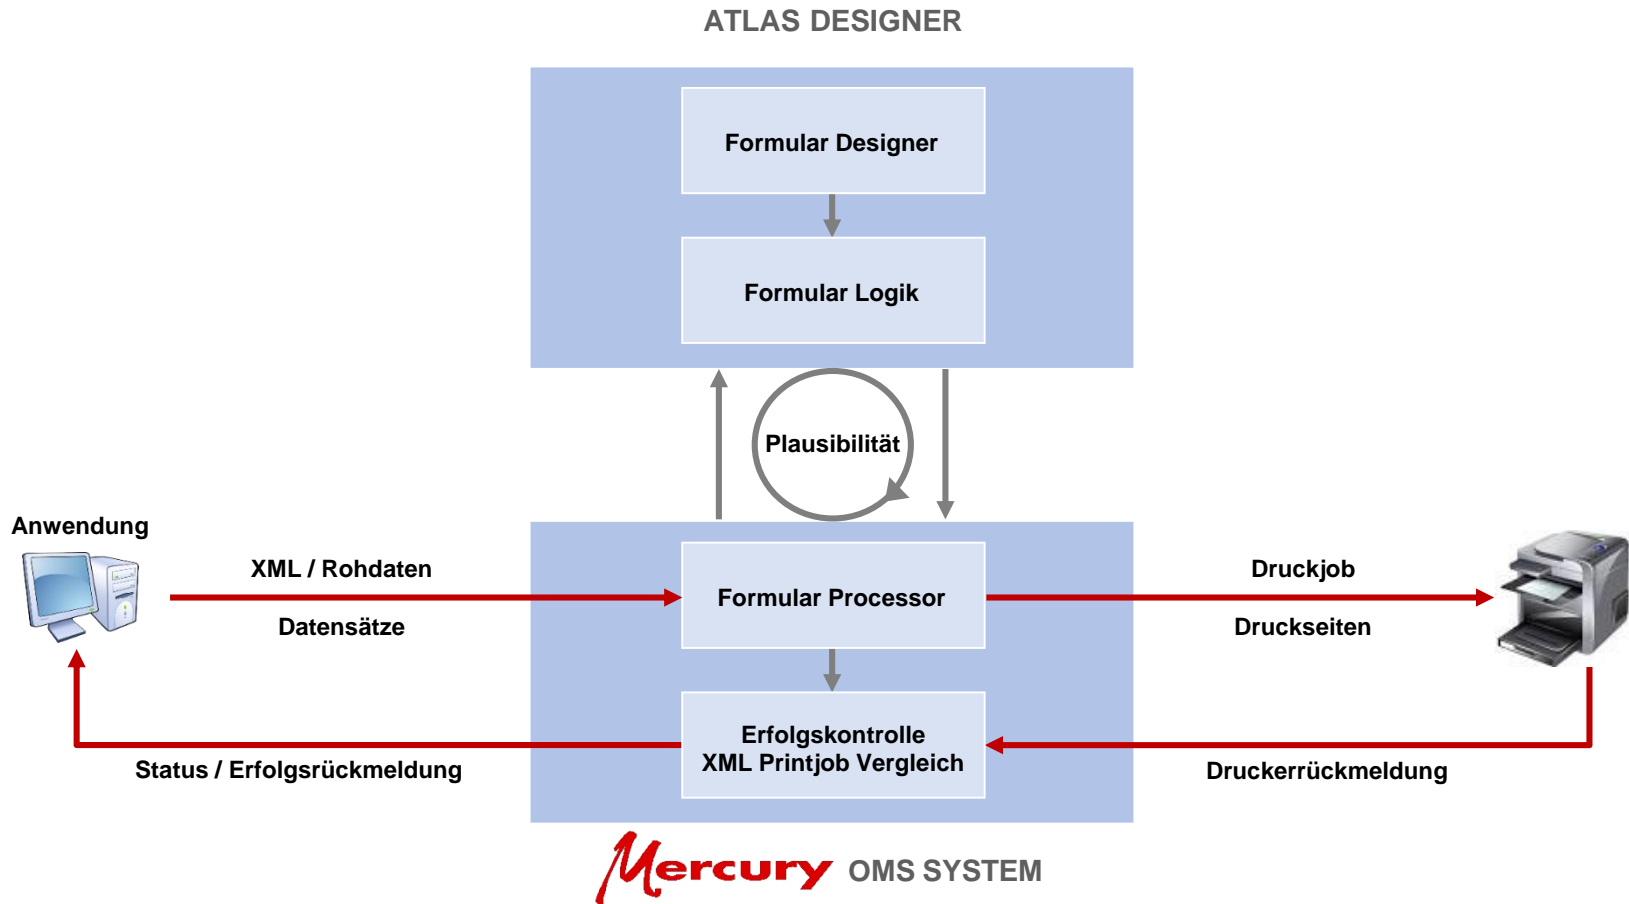 ATLAS DESIGNER
Formular Designer
Formular Logik
Plausibilität
Anwendung
XML / Rohdaten
Datensätze
Formular Processor
Druckjob
Druckseiten
Erfolgskontrolle
XML Printjob Vergleich
Status / Erfolgsrückmeldung
Druckerrückmeldung
Mercury OMS SYSTEM